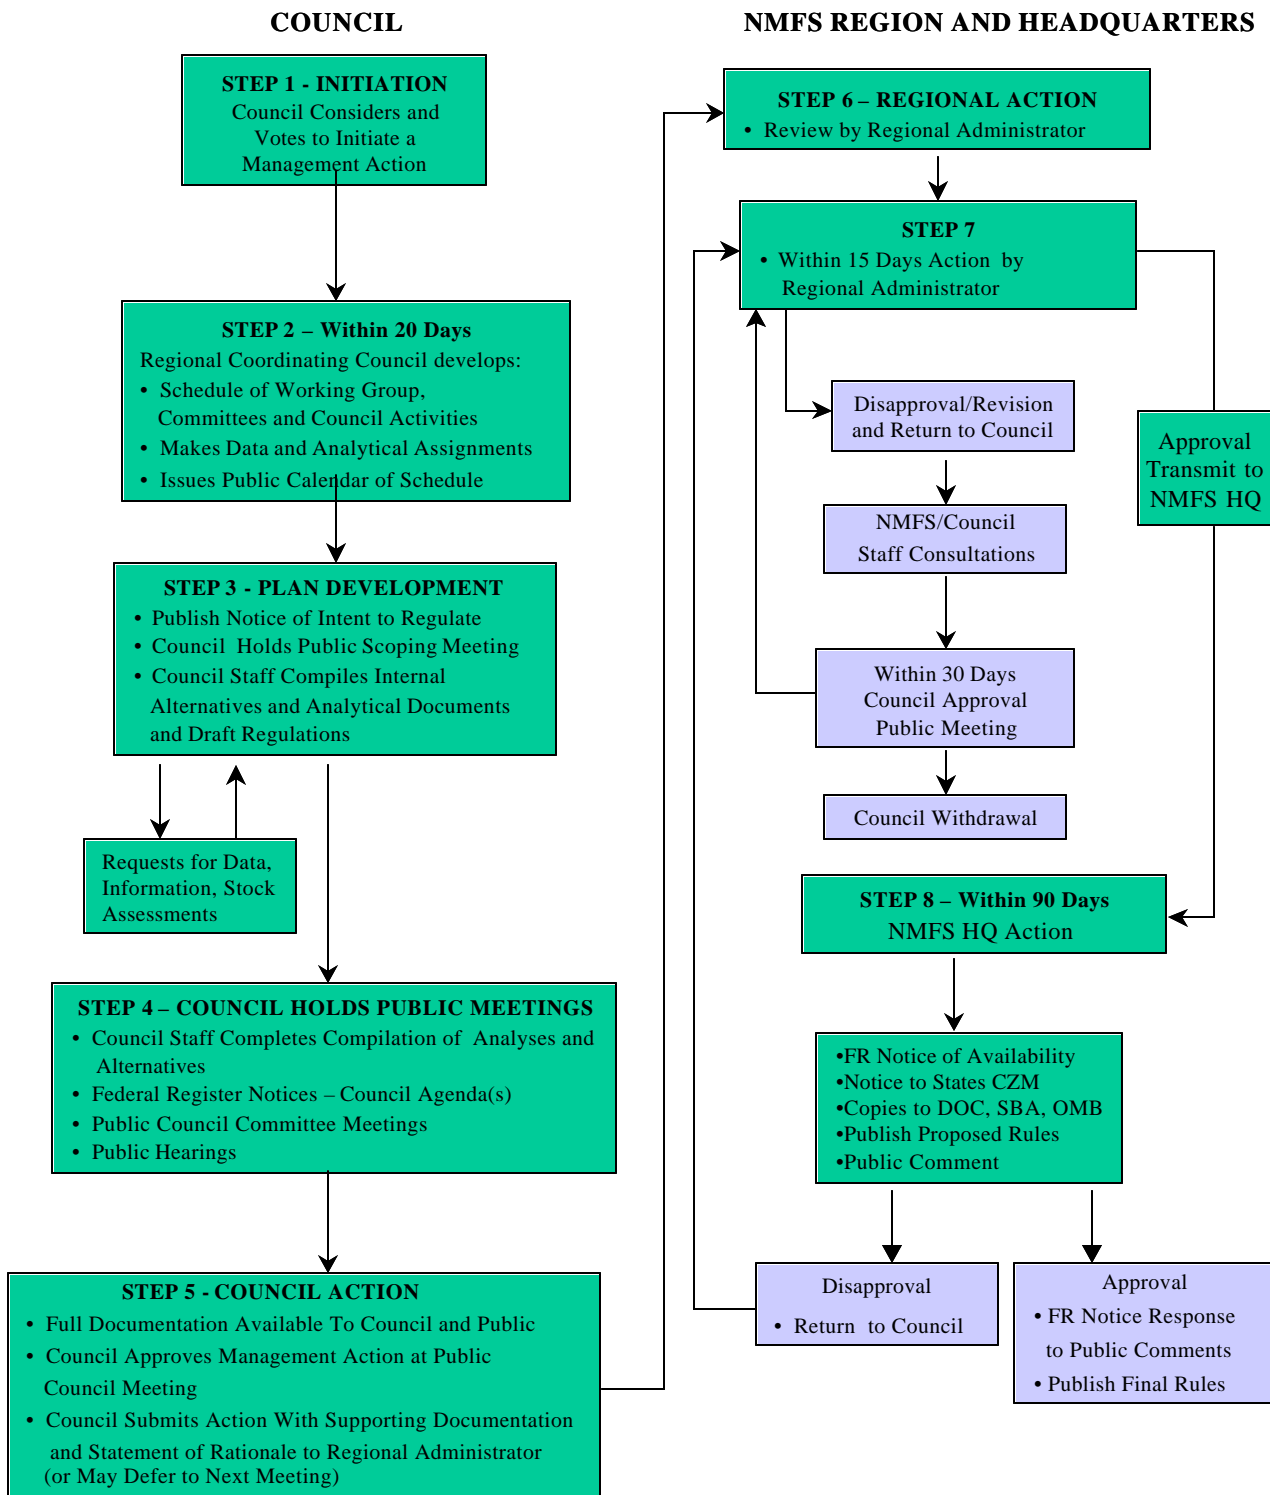 COUNCIL
STEP 1 - INITIATION
Council Considers and
Votes to Initiate a
Management Action
STEP 2 – Within 20 Days
Regional Coordinating Council develops:
• Schedule of Working Group,
Committees and Council Activities
• Makes Data and Analytical Assignments
• Issues Public Calendar of Schedule
STEP 3 - PLAN DEVELOPMENT
• Publish Notice of Intent to Regulate
• Council Holds Public Scoping Meeting
• Council Staff Compiles Internal
Alternatives and Analytical Documents
and Draft Regulations
Requests for Data,
Information, Stock
Assessments
STEP 4 – COUNCIL HOLDS PUBLIC MEETINGS
• Council Staff Completes Compilation of Analyses and
Alternatives
• Federal Register Notices – Council Agenda(s)
• Public Council Committee Meetings
• Public Hearings
STEP 5 - COUNCIL ACTION
• Full Documentation Available To Council and Public
• Council Approves Management Action at Public
Council Meeting
• Council Submits Action With Supporting Documentation
and Statement of Rationale to Regional Administrator
(or May Defer to Next Meeting)
NMFS REGION AND HEADQUARTERS
STEP 6 – REGIONAL ACTION
• Review by Regional Administrator
STEP 7
• Within 15 Days Action by
Regional Administrator
Disapproval/Revision
and Return to Council
NMFS/Council
Staff Consultations
Within 30 Days
Council Approval
Public Meeting
Council Withdrawal
Approval
Transmit to
NMFS HQ
STEP 8 – Within 90 Days
NMFS HQ Action
•FR Notice of Availability
•Notice to States CZM
•Copies to DOC, SBA, OMB
•Publish Proposed Rules
•Public Comment
Disapproval
• Return to Council
Approval
• FR Notice Response
to Public Comments
• Publish Final Rules